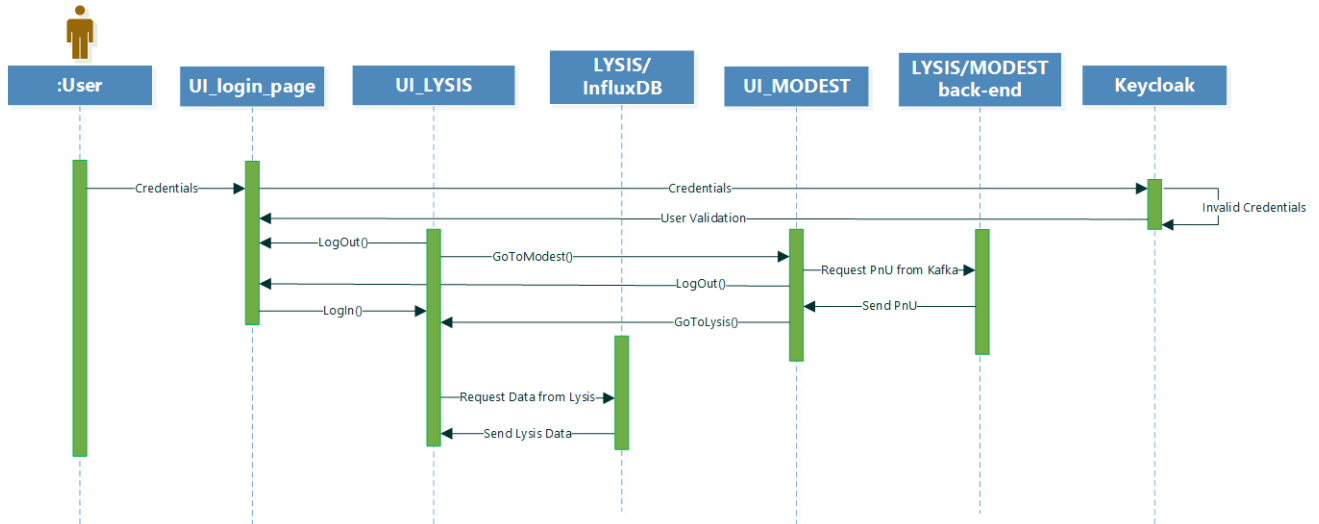 :User
UI_login_page
UI_LYSIS
LYSIS/
InfluxDB
UI_MODEST
LYSIS/MODEST
back-end
Keycloak
Credentials
Credentials
Invalid Credentials
User Validation
LogOut()
GoToModest()
Request PnU from Kafka
LogOut()
Send PnU
LogIn()
GoToLysis()
Request Data from Lysis
Send Lysis Data